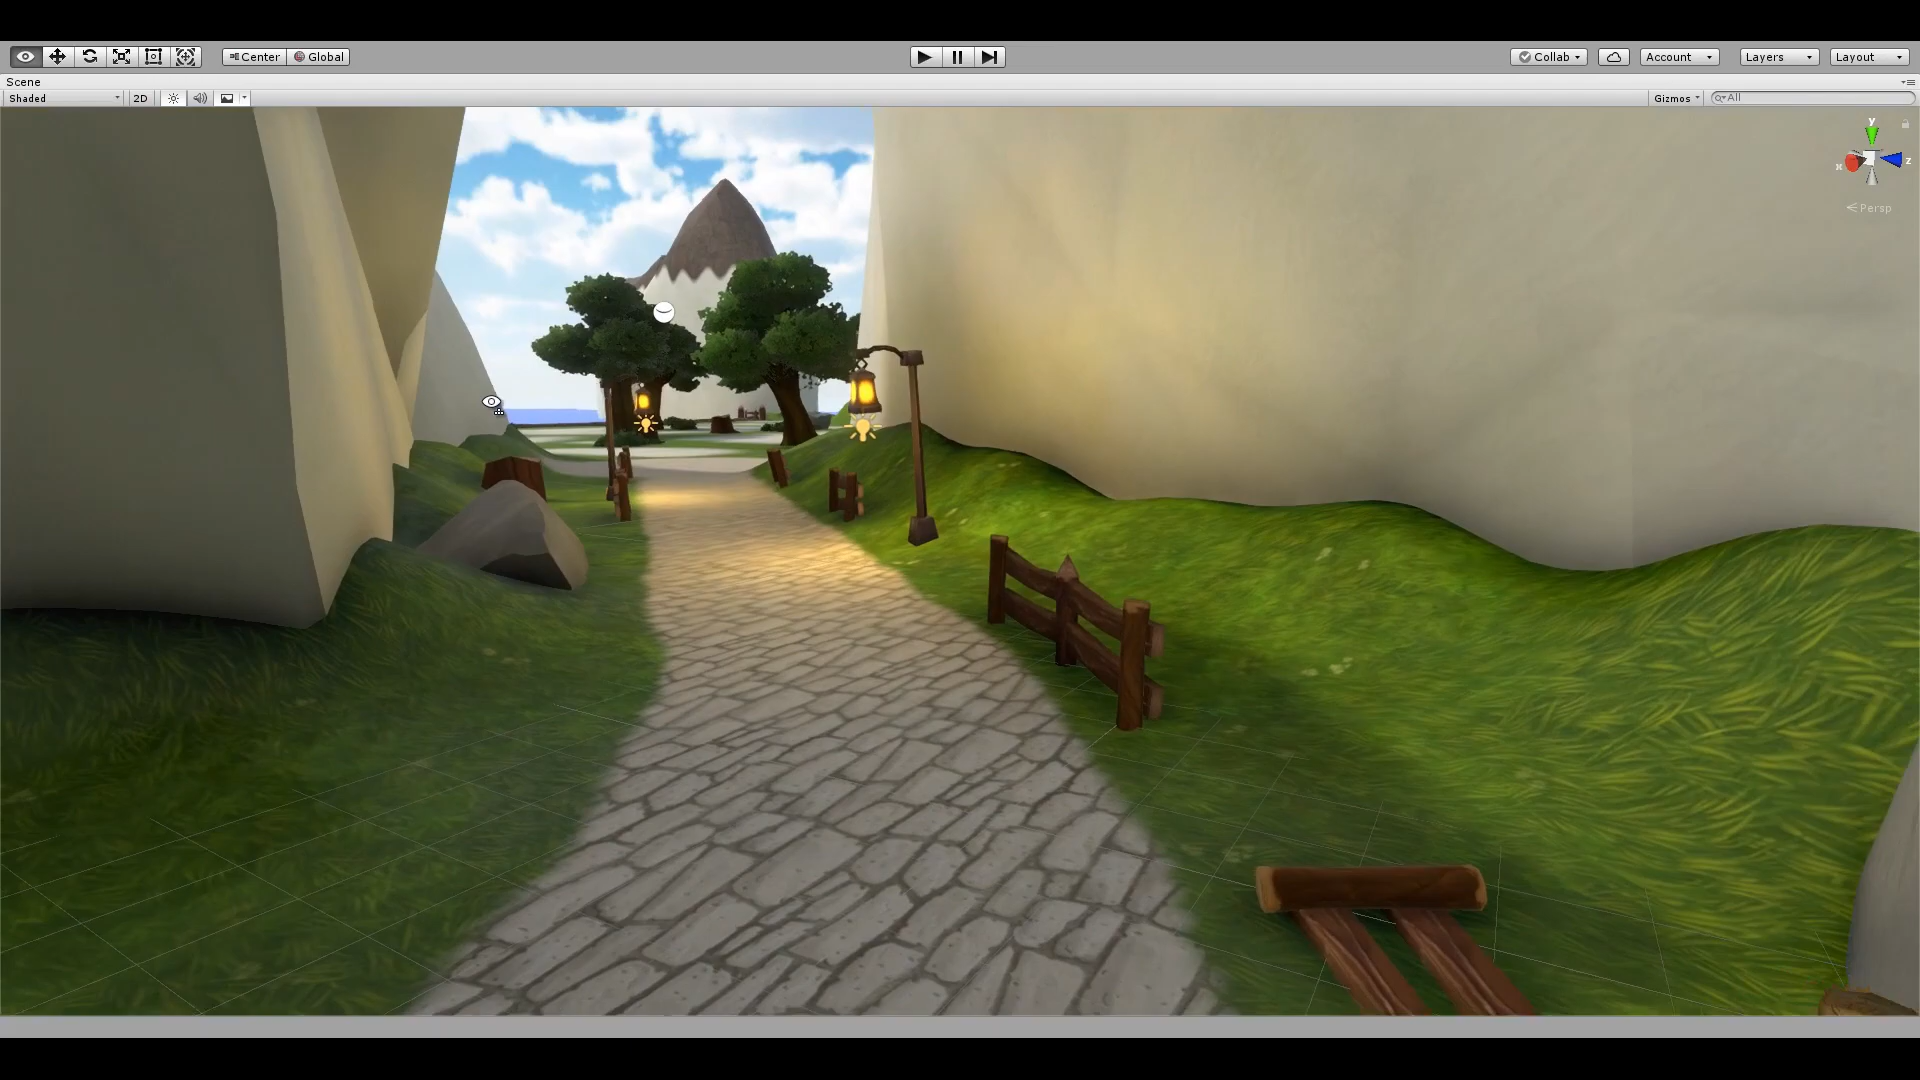 Center Global Collab Account Layers Layout
Scene
Shaded 2D Gizmos All
y
x z
Persp